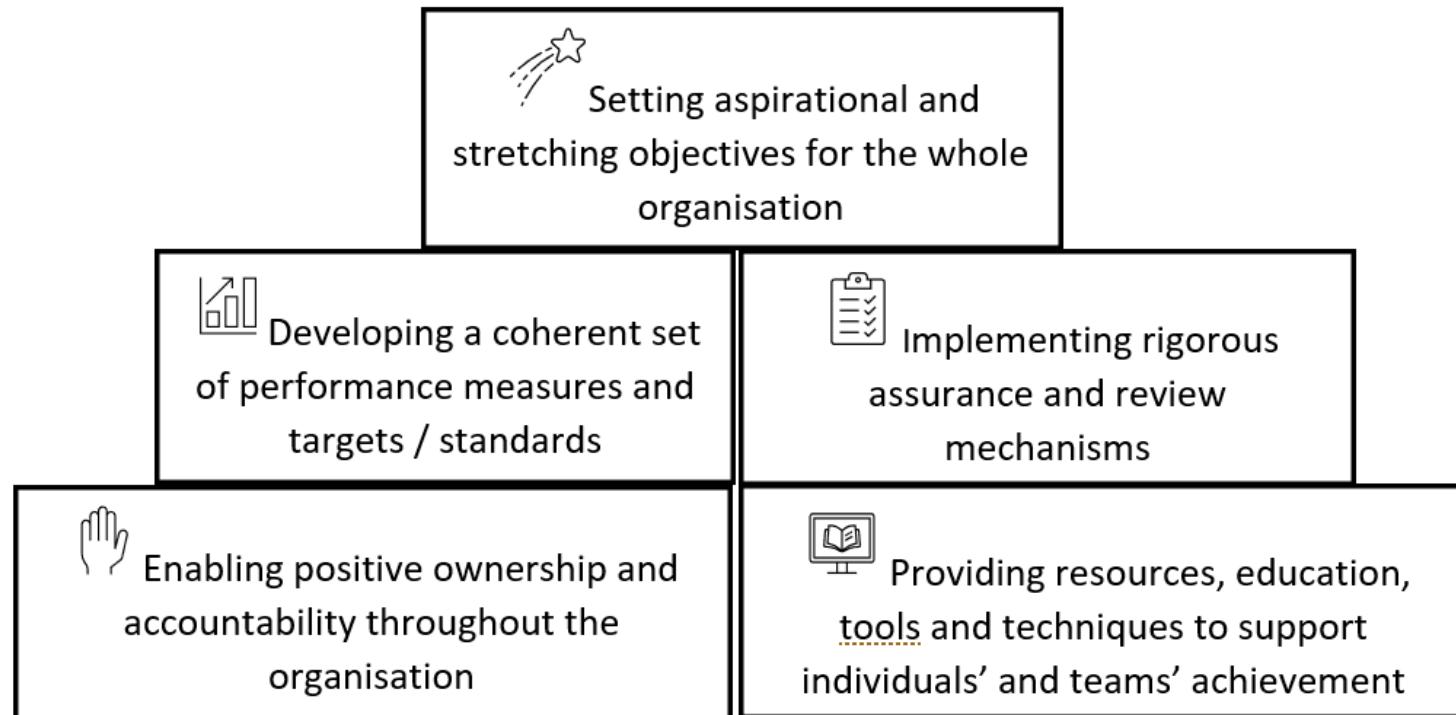 Setting aspirational and
stretching objectives for the whole
organisation
Developing a coherent set
of performance measures and
targets / standards
Implementing rigorous
assurance and review
mechanisms
Enabling positive ownership and
accountability throughout the
organisation
Providing resources, education,
tools and techniques to support
individuals’ and teams’ achievement